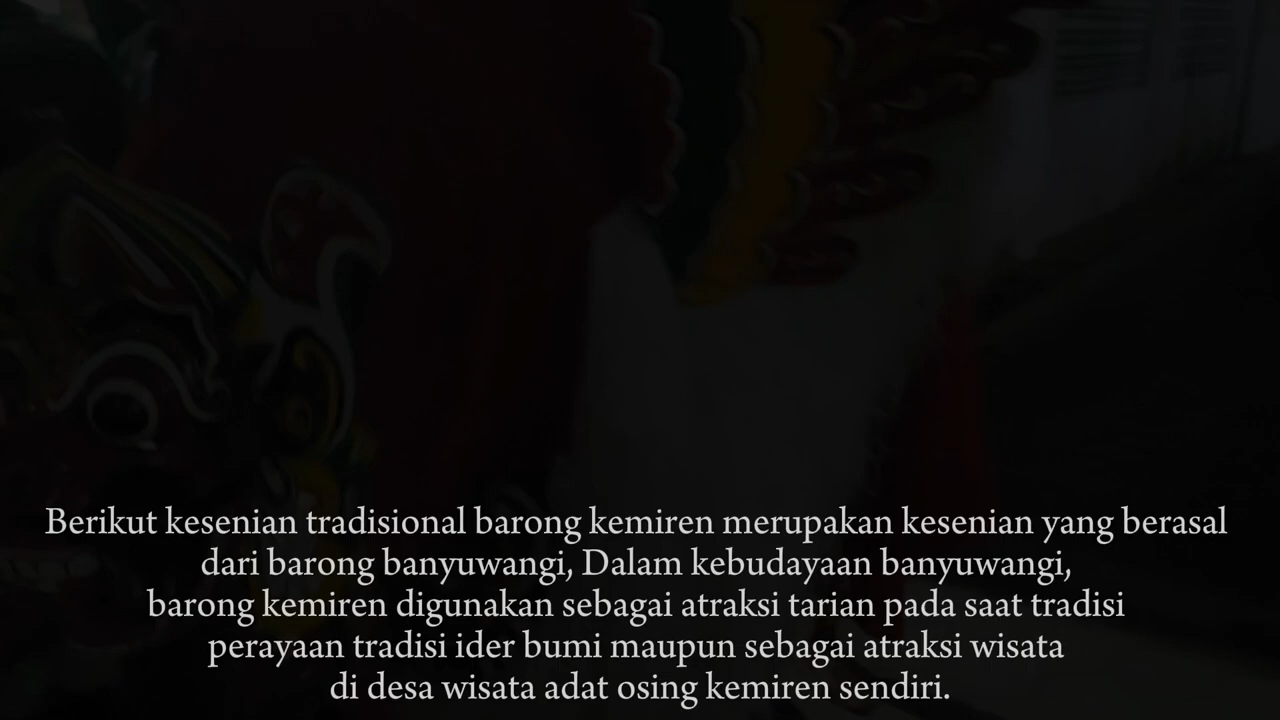 Berikut kesenian tradisional barong kemiren merupakan kesenian yang berasal
dari barong banyuwangi, Dalam kebudayaan banyuwangi,
barong kemiren digunakan sebagai atraksi tarian pada saat tradisi
perayaan tradisi ider bumi maupun sebagai atraksi wisata
di desa wisata adat osing kemiren sendiri.